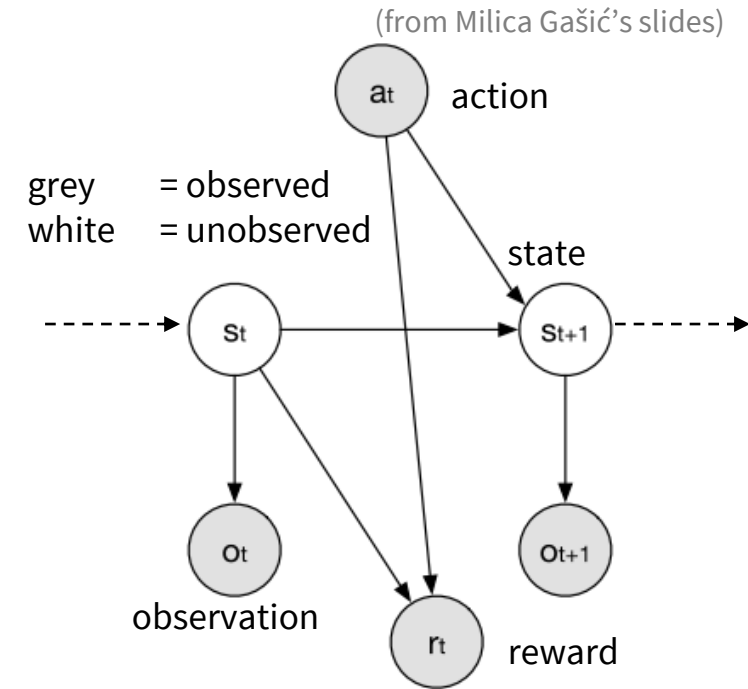 (from Milica Gašić’s slides)
at action
grey = observed
white = unobserved
state
st st+1
ot ot+1
observation
rt reward